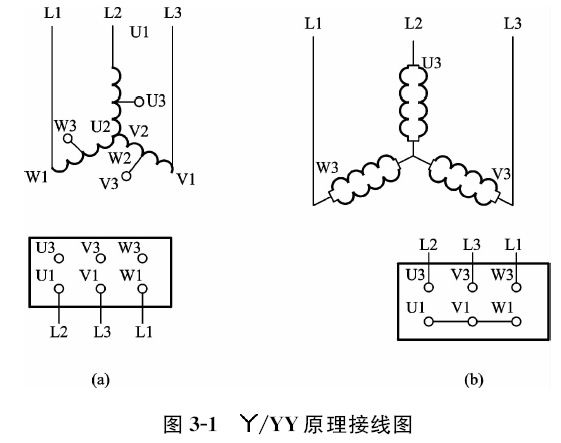 L1 L2 L3
U1
U3
W3 U2 V2
W2
W1 V3 V1
U3 V3 W3
U1 V1 W1
L2 L3 L1
(a)
L1 L2 L3
U3
W3 V3
L2 L3 L1
U3 V3 W3
U1 V1 W1
(b)
图 3-1 Y/YY 原理接线图